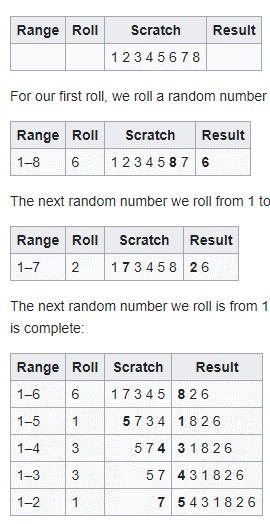 Range Roll Scratch Result
1 2 3 4 5 6 7 8
For our first roll, we roll a random number
Range Roll Scratch Result
1–8 6 1 2 3 4 5 8 7 6
The next random number we roll from 1 to
Range Roll Scratch Result
1–7 2 1 7 3 4 5 8 2 6
The next random number we roll is from 1
is complete:
Range Roll Scratch Result
1–6 6 1 7 3 4 5 8 2 6
1–5 1 5 7 3 4 1 8 2 6
1–4 3 5 7 4 3 1 8 2 6
1–3 3 5 7 4 3 1 8 2 6
1–2 1 7 5 4 3 1 8 2 6